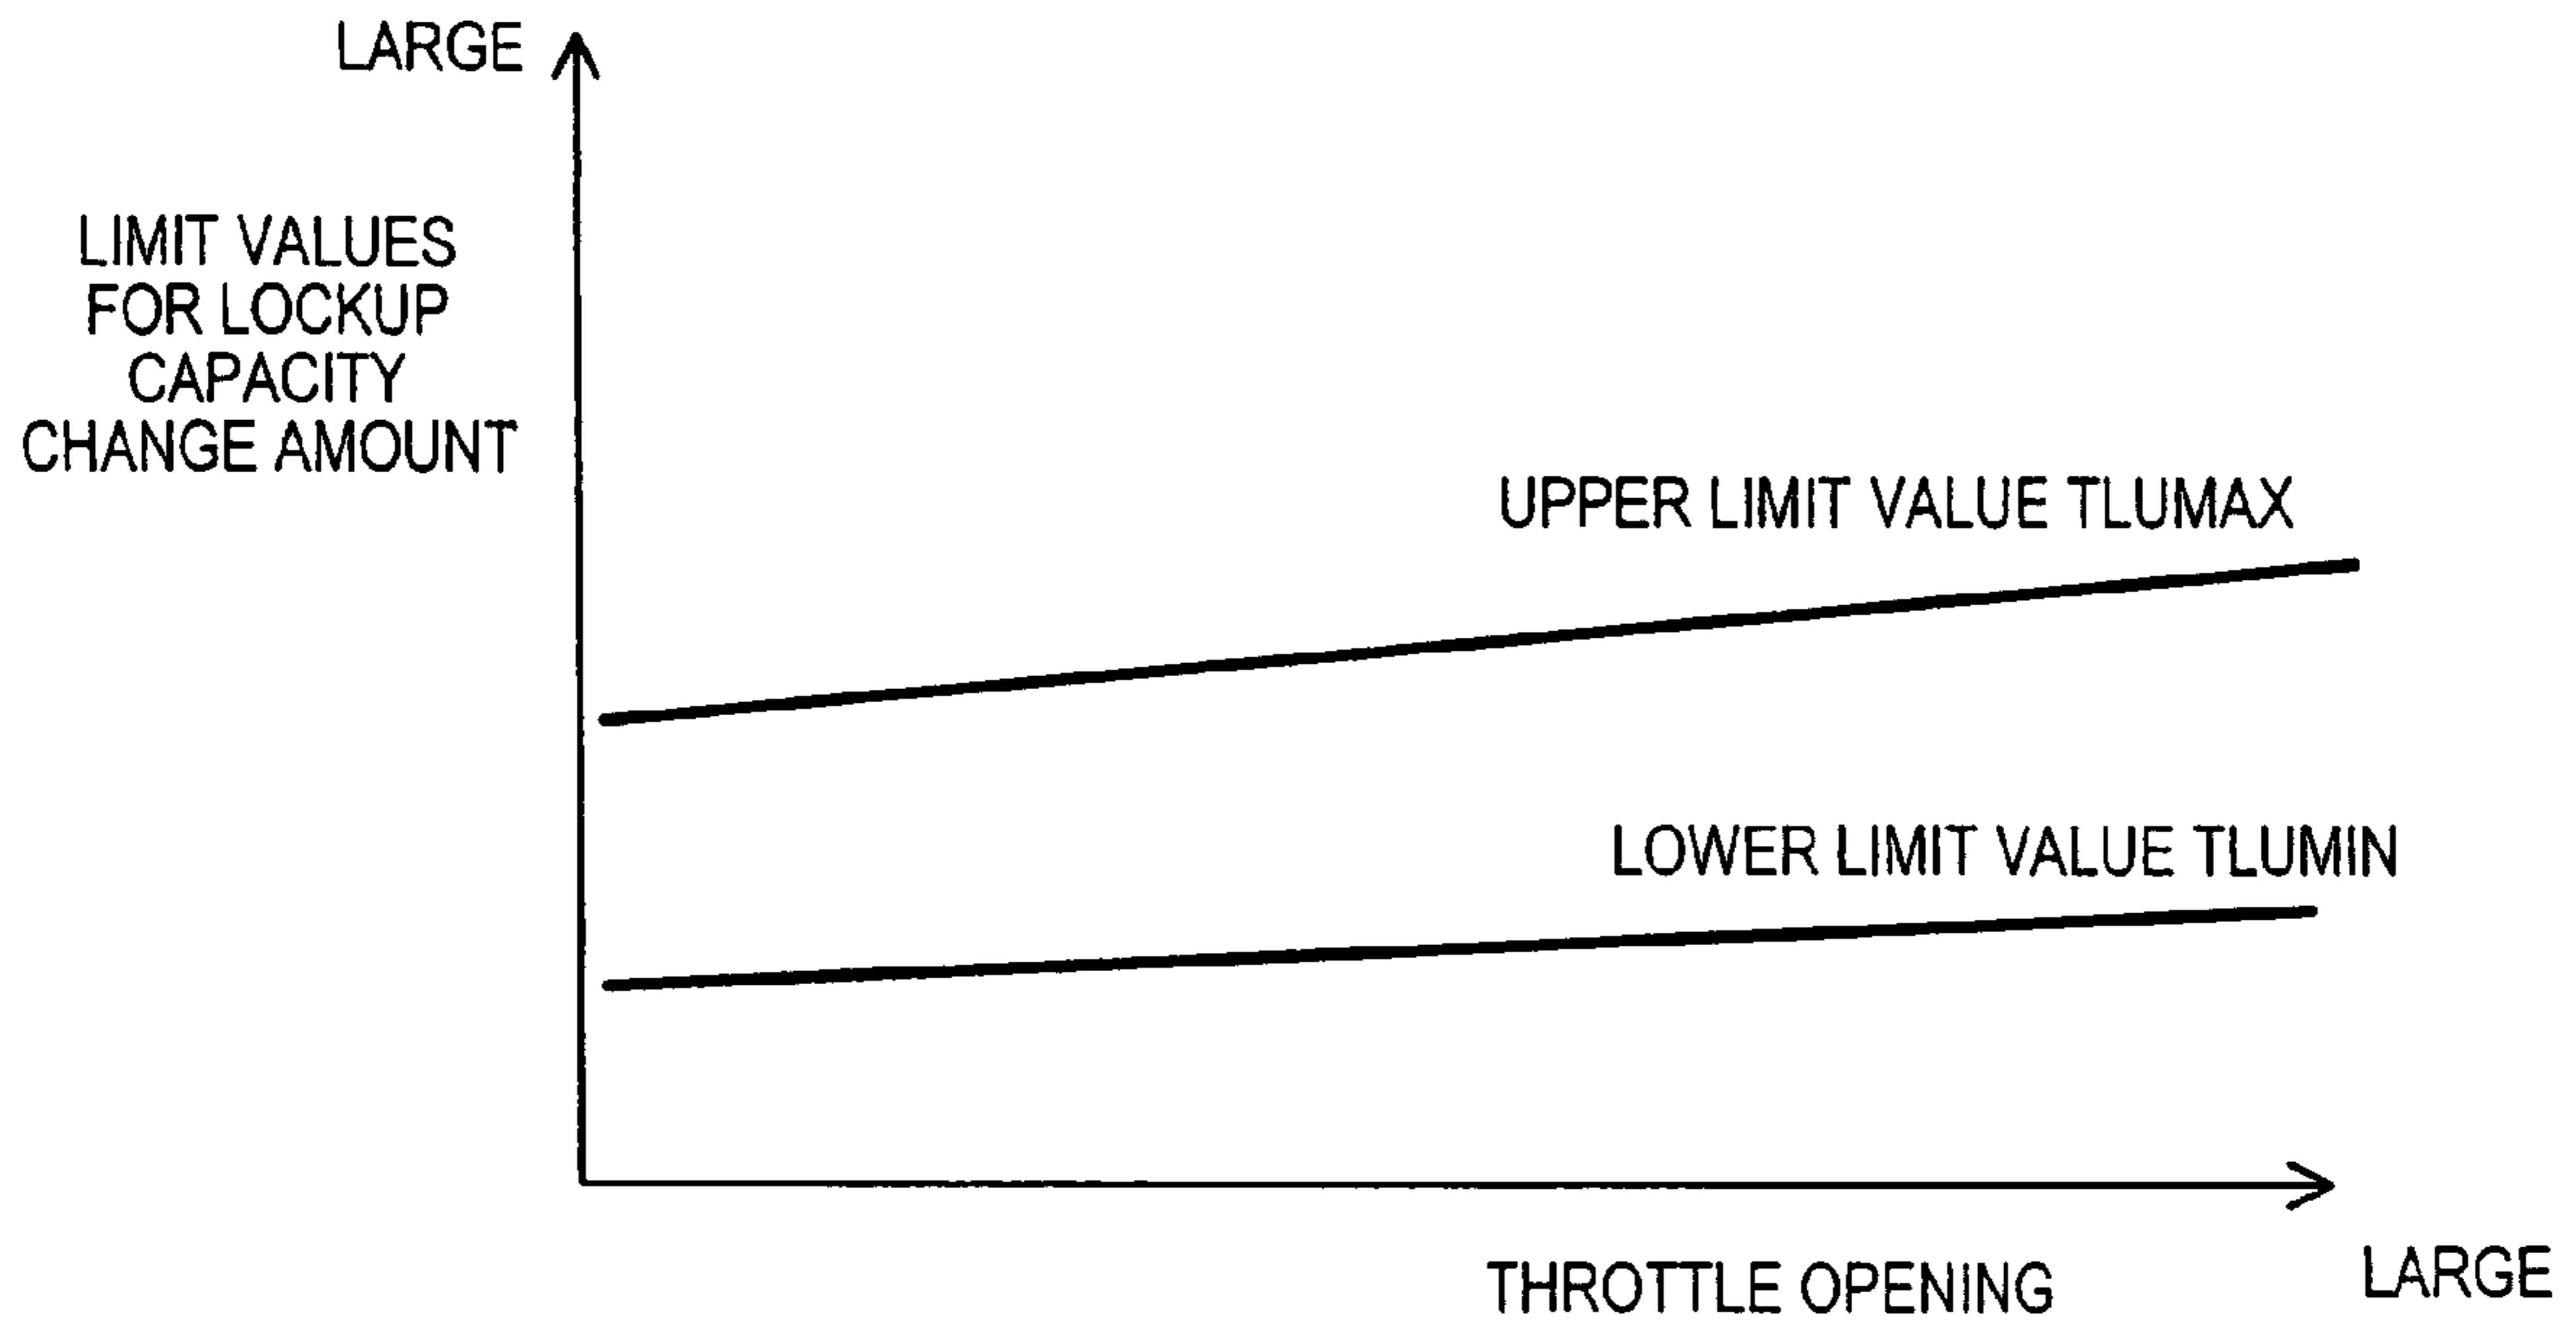 LARGE
LIMIT VALUES
FOR LOCKUP
CAPACITY
CHANGE AMOUNT
UPPER LIMIT VALUE TLUMAX
LOWER LIMIT VALUE TLUMIN
THROTTLE OPENING
LARGE